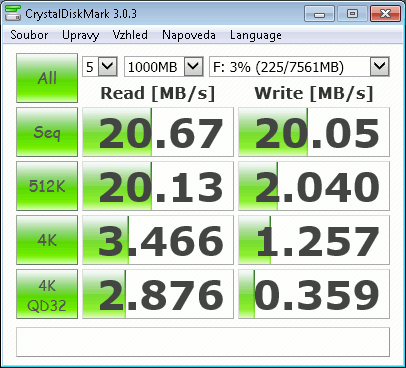 CrystalDiskMark 3.0.3
Soubor Upravy Vzhled Napoveda Language
All 5 1000MB F: 3% (225/7561MB)
Read [MB/s] Write [MB/s]
Seq 20.67 20.05
512K 20.13 2.040
4K 3.466 1.257
4K QD32 2.876 0.359